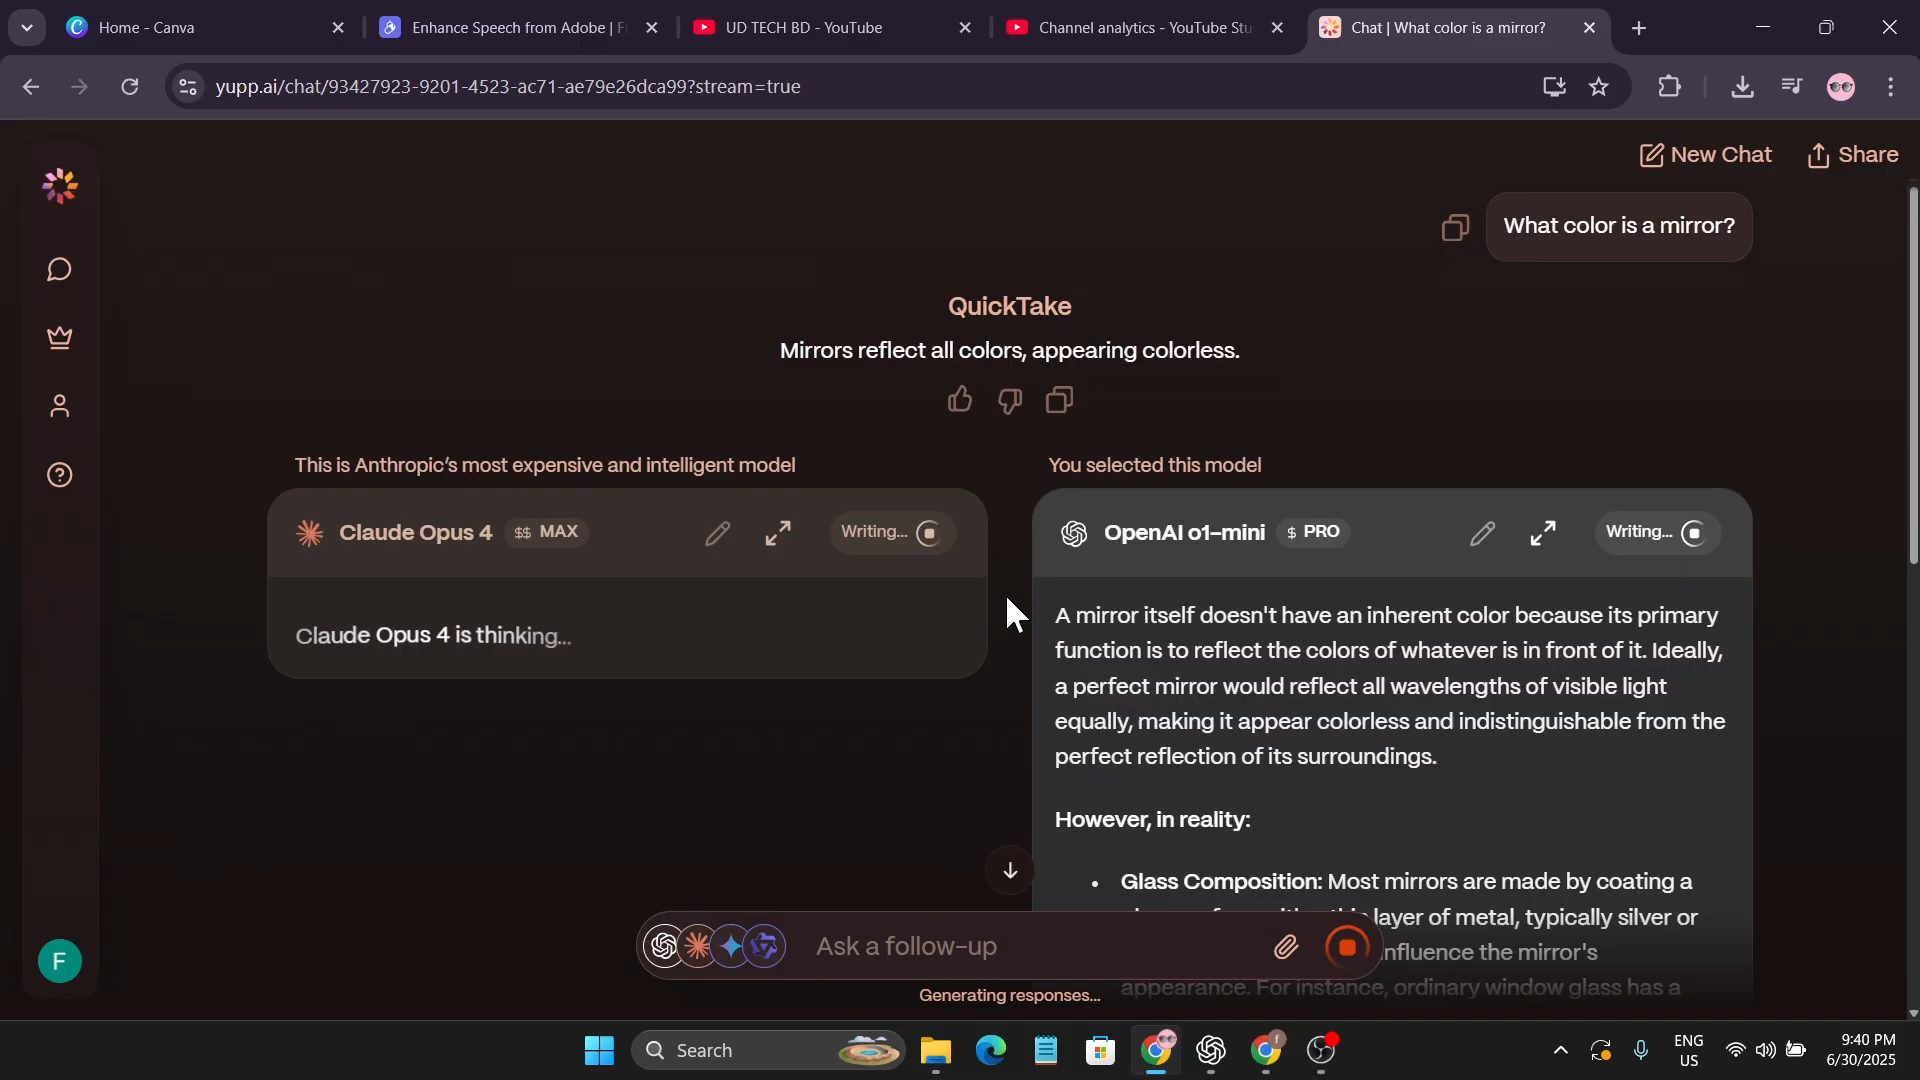 Home - Canva
Enhance Speech from Adobe | F
UD TECH BD - YouTube
Channel analytics - YouTube Stu
Chat | What color is a mirror?
yupp.ai/chat/93427923-9201-4523-ac71-ae79e26dca99?stream=true
New Chat
Share
What color is a mirror?
QuickTake
Mirrors reflect all colors, appearing colorless.
This is Anthropic's most expensive and intelligent model
Claude Opus 4 $$ MAX
Writing...
Claude Opus 4 is thinking...
You selected this model
OpenAI o1-mini $ PRO
Writing...
A mirror itself doesn't have an inherent color because its primary
function is to reflect the colors of whatever is in front of it. Ideally,
a perfect mirror would reflect all wavelengths of visible light
equally, making it appear colorless and indistinguishable from the
perfect reflection of its surroundings.
However, in reality:
• Glass Composition: Most mirrors are made by coating a
layer of metal, typically silver or
influence the mirror's
appearance. For instance, ordinary window glass has a
Ask a follow-up
Generating responses...
F
Search
ENG
US
9:40 PM
6/30/2025